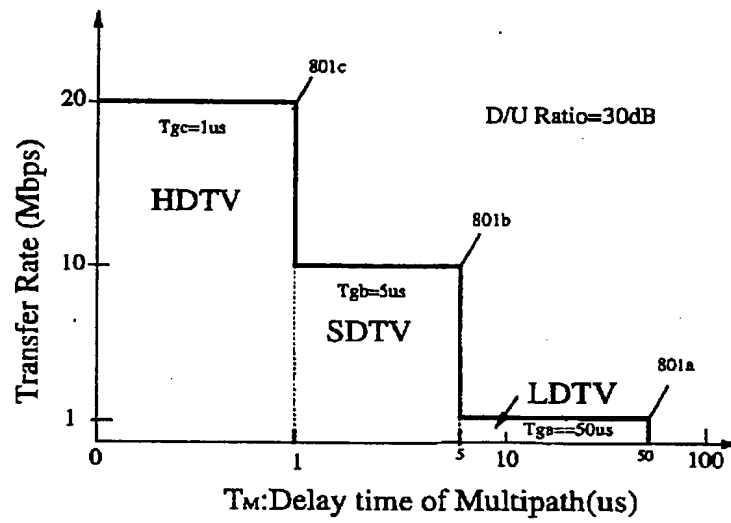 801c
20
Tgc=1us
D/U Ratio=30dB
HDTV
801b
10
Tgb=5us
SDTV
801a
LDTV
1
Tga==50us
0
1
5
10
50
100
Transfer Rate (Mbps)
TM:Delay time of Multipath(us)